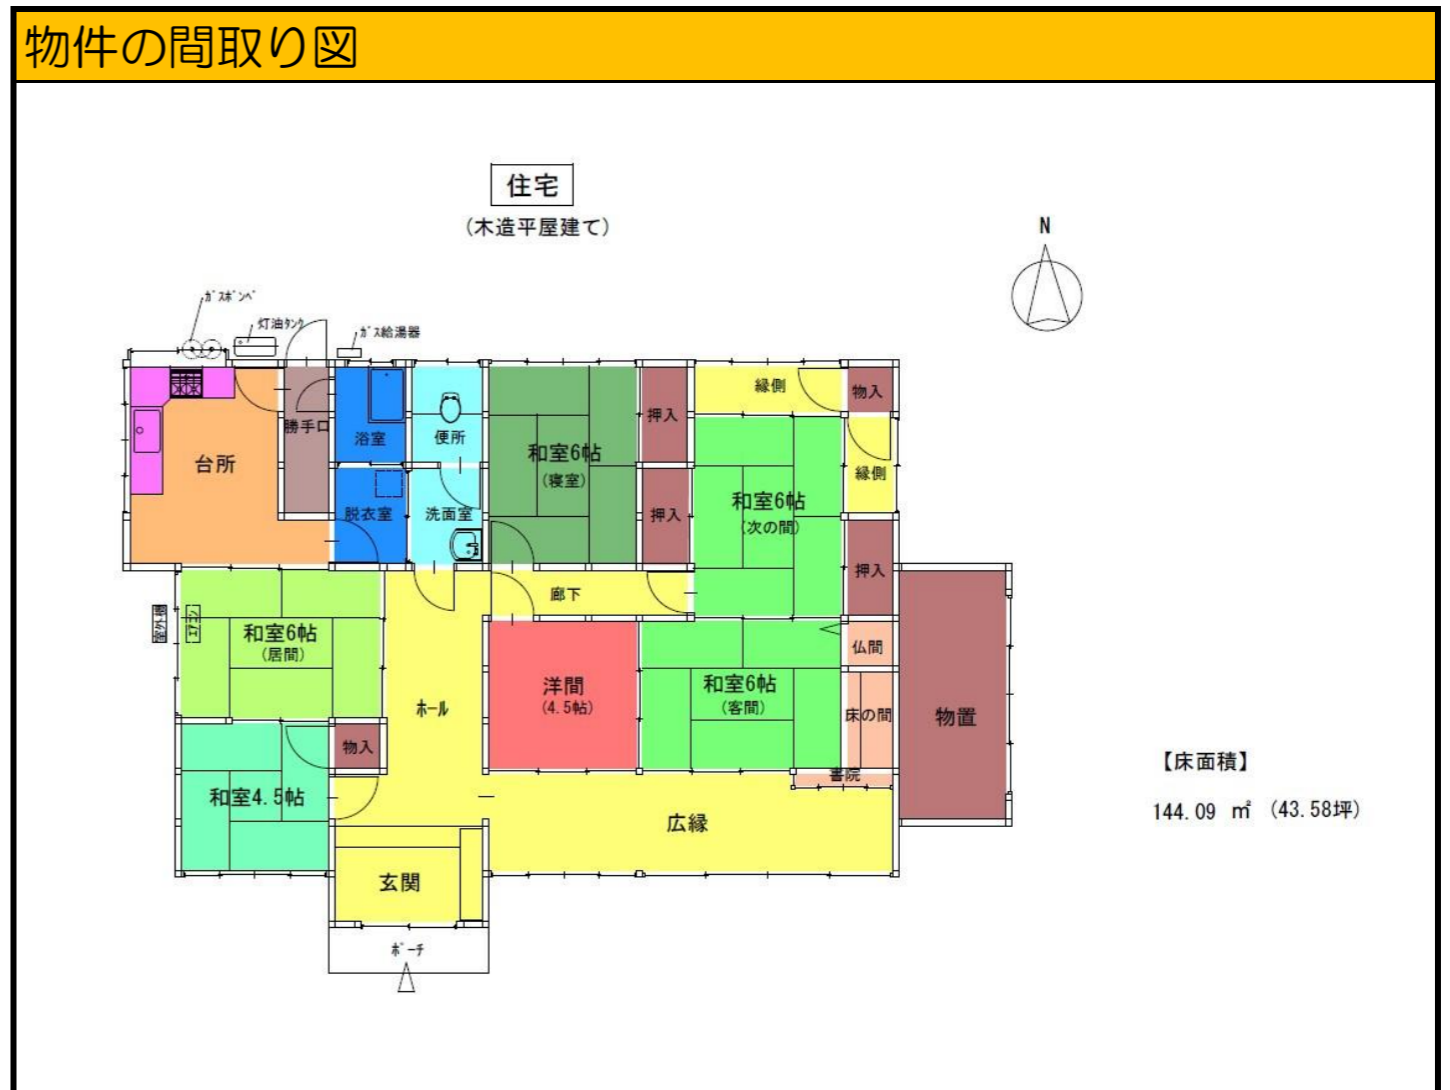 物件の間取り図
住宅
(木造平屋建て)
N
ガスボンベ
灯油タンク
ガス給湯器
縁側
物入
押入
勝手口
浴室
便所
和室6帖
(寝室)
台所
縁側
和室6帖
(次の間)
押入
脱衣室
洗面室
押入
廊下
室外機
エアコン
和室6帖
(居間)
仏間
洋間
(4.5帖)
和室6帖
(客間)
ホール
床の間
物置
物入
書院
和室4.5帖
広縁
玄関
ポーチ
【床面積】
144.09 ㎡ (43.58坪)